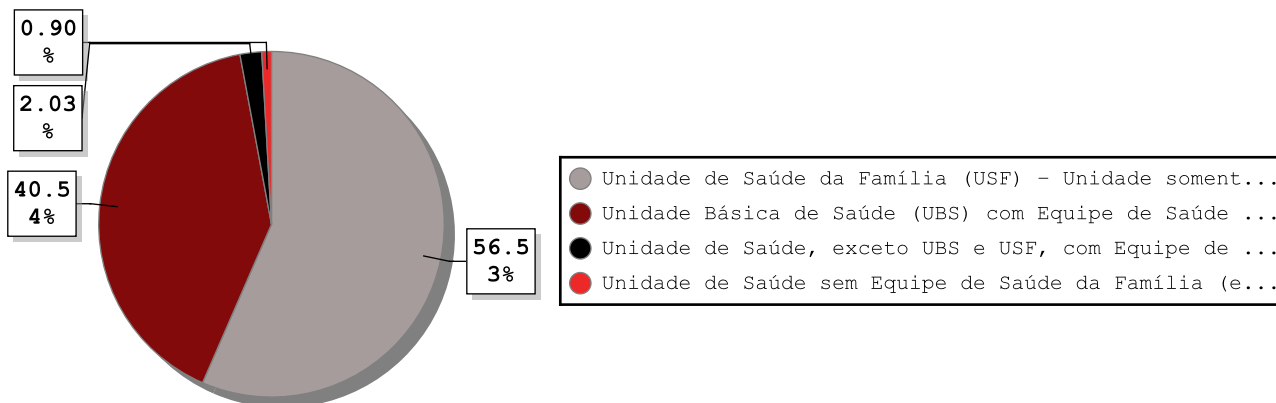 0.90
%
2.03
%
40.5
4%
56.5
3%
Unidade de Saúde da Família (USF) - Unidade soment...
Unidade Básica de Saúde (UBS) com Equipe de Saúde ...
Unidade de Saúde, exceto UBS e USF, com Equipe de ...
Unidade de Saúde sem Equipe de Saúde da Família (e...